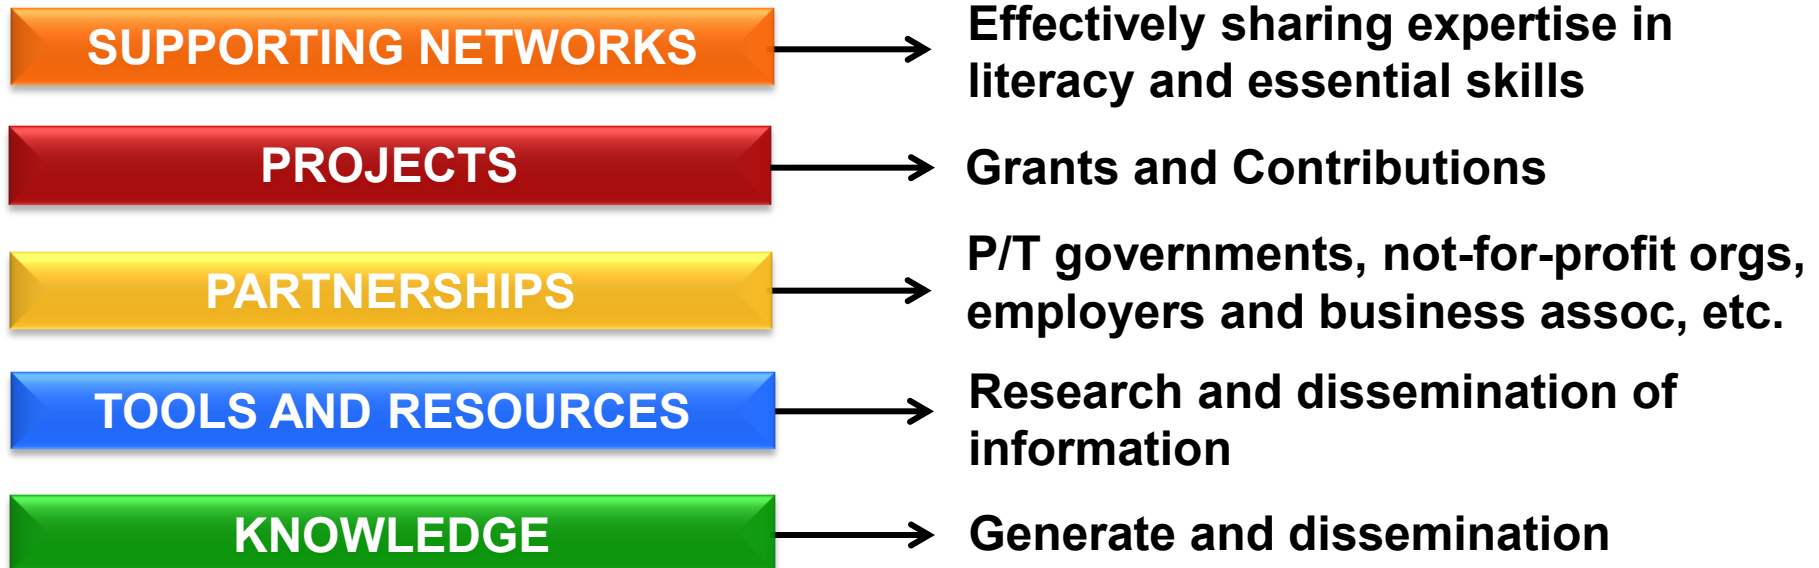 SUPPORTING NETWORKS
Effectively sharing expertise in
literacy and essential skills
PROJECTS
Grants and Contributions
PARTNERSHIPS
P/T governments, not-for-profit orgs,
employers and business assoc, etc.
TOOLS AND RESOURCES
Research and dissemination of
information
KNOWLEDGE
Generate and dissemination